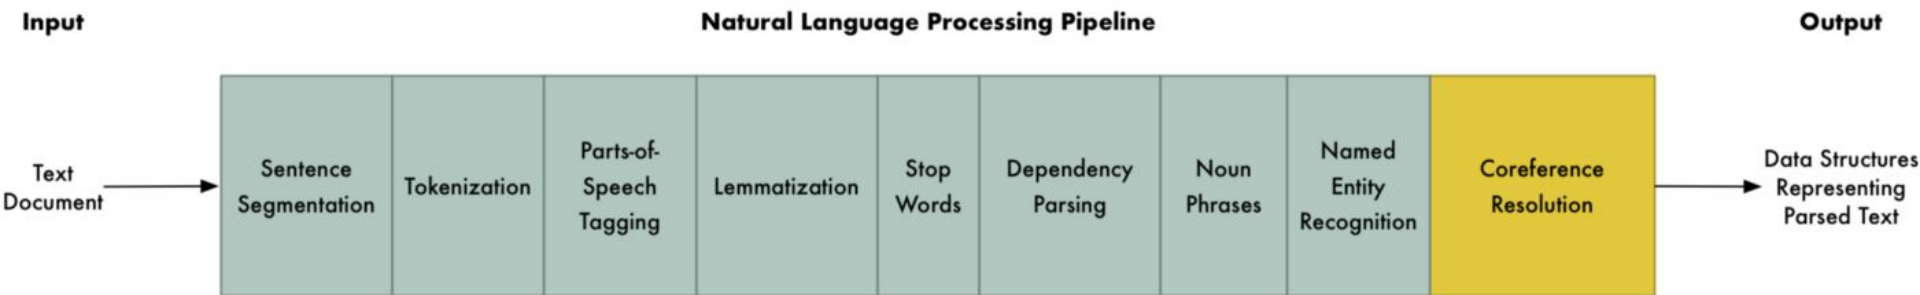 Input
Natural Language Processing Pipeline
Output
Text
Document
Sentence
Segmentation
Tokenization
Parts-of-
Speech
Tagging
Lemmatization
Stop
Words
Dependency
Parsing
Noun
Phrases
Named
Entity
Recognition
Coreference
Resolution
Data Structures
Representing
Parsed Text